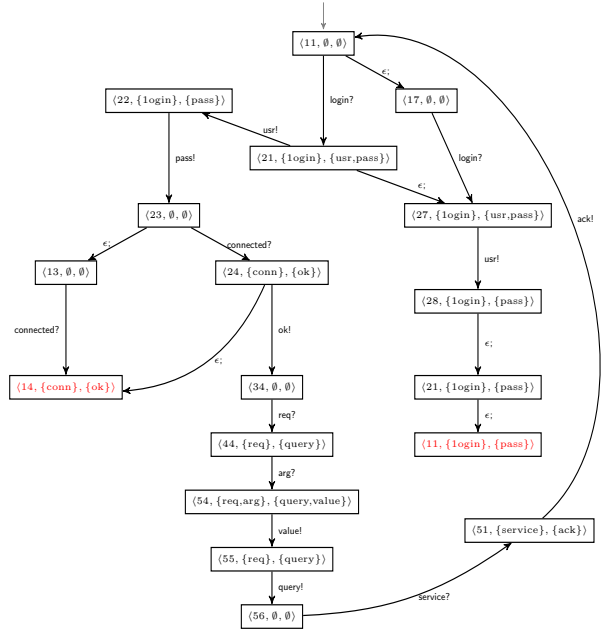 ⟨11, ∅, ∅⟩
ϵ;
login?
⟨22, {login}, {pass}⟩
⟨17, ∅, ∅⟩
usr!
pass!
⟨21, {login}, {usr,pass}⟩
login?
ϵ;
ack!
⟨23, ∅, ∅⟩
⟨27, {login}, {usr,pass}⟩
ϵ;
connected?
usr!
⟨13, ∅, ∅⟩
⟨24, {conn}, {ok}⟩
⟨28, {login}, {pass}⟩
connected?
ok!
ϵ;
ϵ;
⟨14, {conn}, {ok}⟩
⟨34, ∅, ∅⟩
⟨21, {login}, {pass}⟩
req?
ϵ;
⟨44, {req}, {query}⟩
⟨11, {login}, {pass}⟩
arg?
⟨54, {req,arg}, {query,value}⟩
value!
⟨51, {service}, {ack}⟩
⟨55, {req}, {query}⟩
query!
service?
⟨56, ∅, ∅⟩